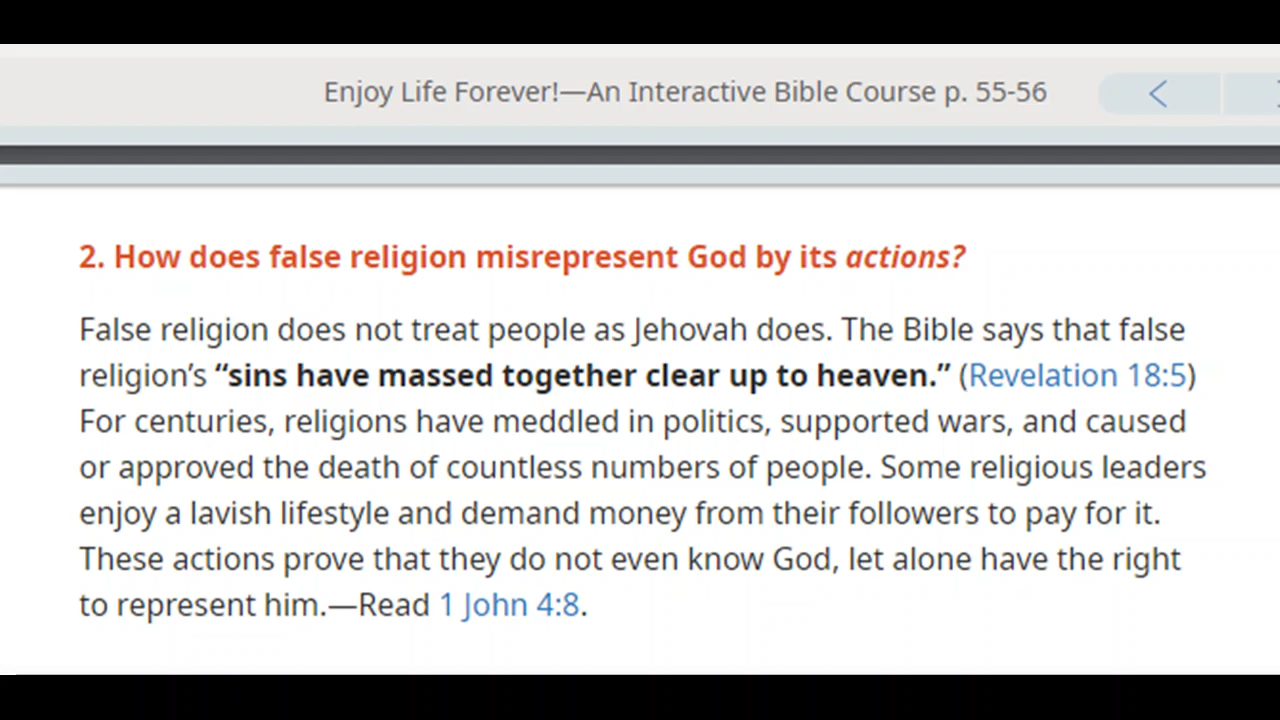 Enjoy Life Forever!—An Interactive Bible Course p. 55-56
2. How does false religion misrepresent God by its actions?
False religion does not treat people as Jehovah does. The Bible says that false
religion’s “sins have massed together clear up to heaven.” (Revelation 18:5)
For centuries, religions have meddled in politics, supported wars, and caused
or approved the death of countless numbers of people. Some religious leaders
enjoy a lavish lifestyle and demand money from their followers to pay for it.
These actions prove that they do not even know God, let alone have the right
to represent him.—Read 1 John 4:8.